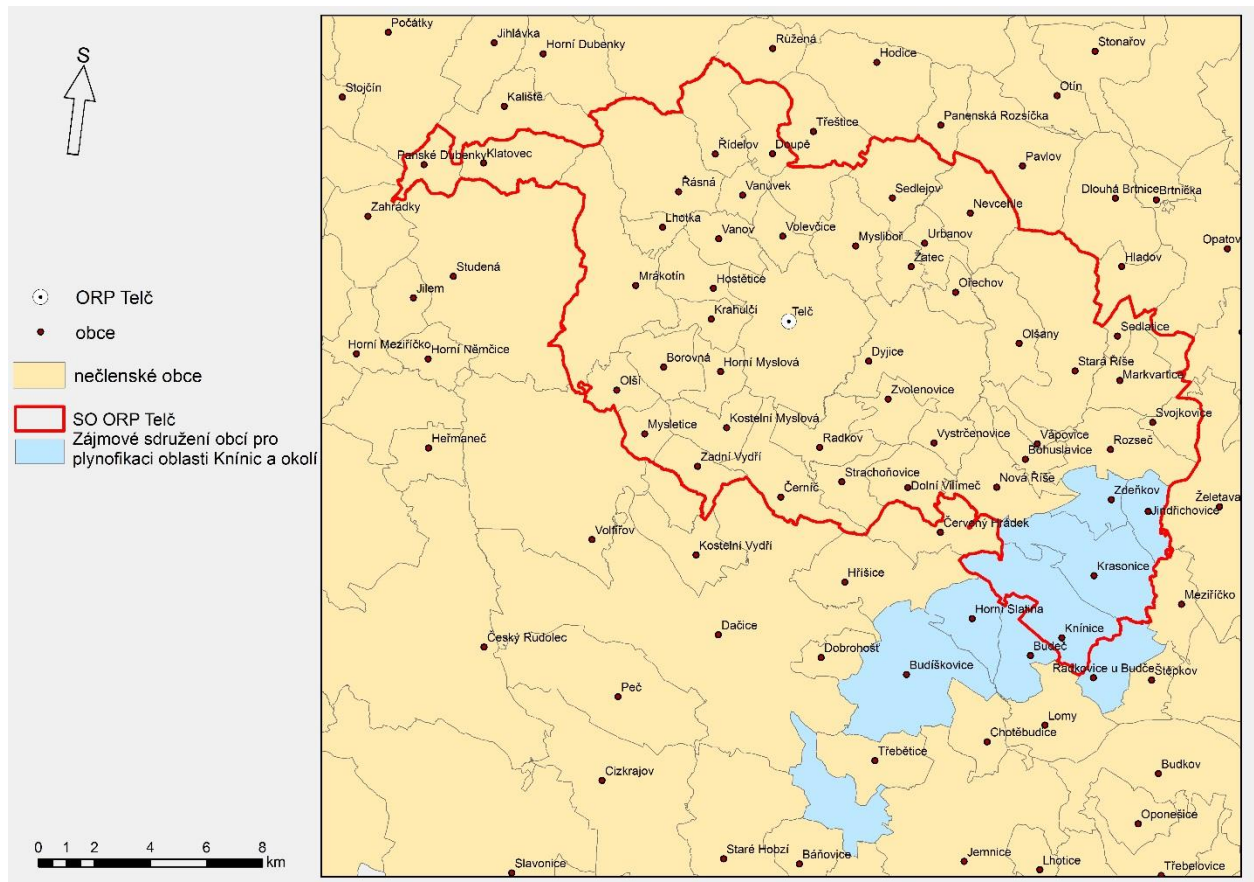 S
ORP Telč
obce
nečlenské obce
SO ORP Telč
Zájmové sdružení obcí pro
plynofikaci oblasti Knínic a okolí
0 1 2 4 6 8
km
Počátky
Jihlávka
Horní Dubenky
Růžená
Hodice
Stonařov
Stojčín
Kaliště
Otín
Třeštice
Panenská Rozsíčka
Panské Dubenky
Klatovec
Řídelov
Doupě
Pavlov
Řásná
Vanůvek
Sedlejov
Dlouhá Brtnice
Brtnička
Zahrádky
Nevcehle
Lhotka
Vanov
Volevčice
Mysliboř
Urbanov
Opatov
Žatec
Hladov
Studená
Mrákotín
Hostětice
Ořechov
Jilem
Krahulčí
Telč
Olšany
Sedlatice
Horní Meziříčko
Horní Němčice
Borovná
Horní Myslová
Dyjice
Stará Říše
Markvartice
Olší
Zvolenovice
Svojkovice
Mysletice
Kostelní Myslová
Heřmaneč
Radkov
Vystrčenovice
Vápovice
Bohuslavice
Rozseč
Zadní Vydří
Strachoňovice
Dolní Vilímeč
Nová Říše
Černíč
Zdeňkov
Želetava
Jindřichovice
Volfířov
Červený Hrádek
Kostelní Vydří
Hříšice
Krasonice
Meziříčko
Horní Slatina
Dačice
Knínice
Český Rudolec
Dobrohošť
Budeč
Budíškovice
Radkovice u Budče
Štěpkov
Peč
Lomy
Chotěbudice
Třebětice
Cizkrajov
Budkov
Oponešice
Slavonice
Staré Hobzí
Báňovice
Jemnice
Lhotice
Třebelovice